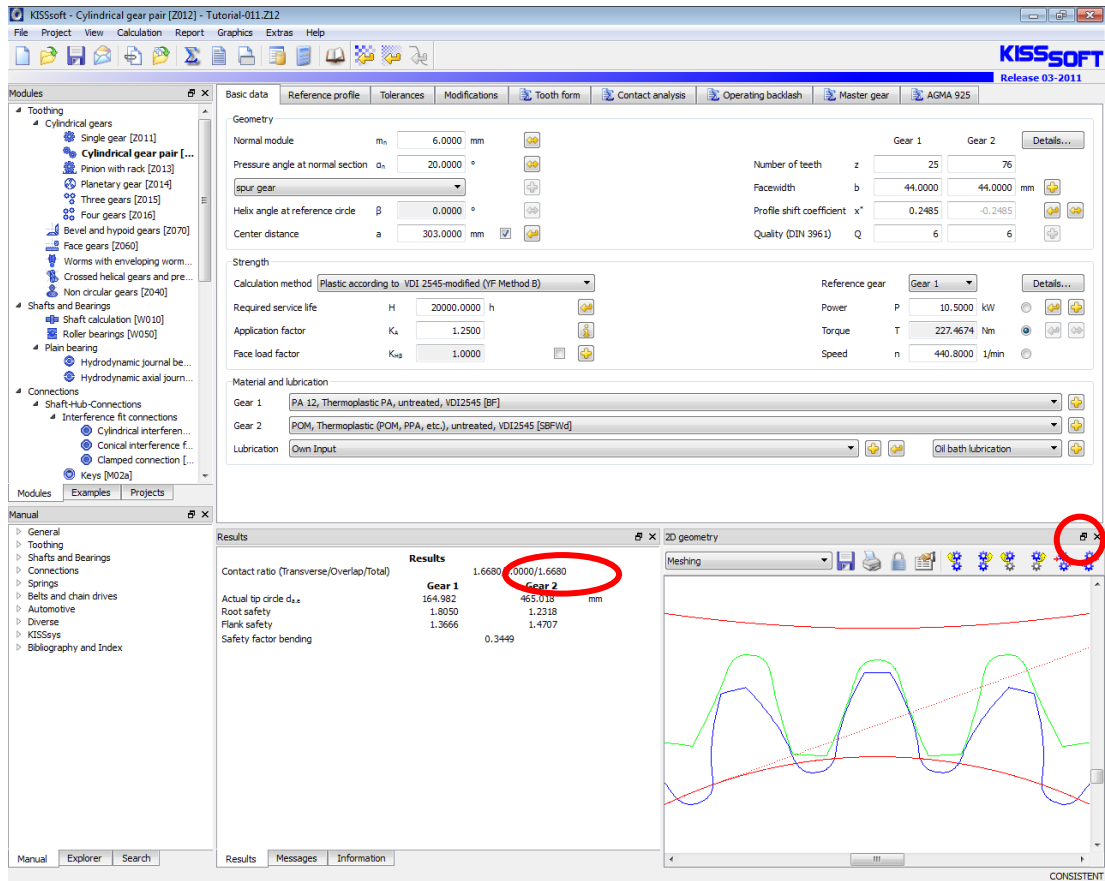 KISSsoft - Cylindrical gear pair [Z012] - Tutorial-011.Z12
File Project View Calculation Report Graphics Extras Help
KISSSOFT
Release 03-2011
Modules
Toothing
Cylindrical gears
Single gear [Z011]
Cylindrical gear pair [...
Pinion with rack [Z013]
Planetary gear [Z014]
Three gears [Z015]
Four gears [Z016]
Bevel and hypoid gears [Z070]
Face gears [Z060]
Worms with enveloping worm...
Crossed helical gears and pre...
Non circular gears [Z040]
Shafts and Bearings
Shaft calculation [W010]
Roller bearings [W050]
Plain bearing
Hydrodynamic journal be...
Hydrodynamic axial journ...
Connections
Shaft-Hub-Connections
Interference fit connections
Cylindrical interferen...
Conical interference f...
Clamped connection [...
Keys [M02a]
Modules Examples Projects
Manual
General
Toothing
Shafts and Bearings
Connections
Springs
Belts and chain drives
Automotive
Diverse
KISSsys
Bibliography and Index
Manual Explorer Search
Basic data Reference profile Tolerances Modifications Tooth form Contact analysis Operating backlash Master gear AGMA 925
Geometry
Normal module mn 6.0000 mm
Pressure angle at normal section αn 20.0000 °
spur gear
Helix angle at reference circle β 0.0000 °
Center distance a 303.0000 mm
Gear 1 Gear 2 Details...
Number of teeth z 25 76
Facewidth b 44.0000 44.0000 mm
Profile shift coefficient x* 0.2485 -0.2485
Quality (DIN 3961) Q 6 6
Strength
Calculation method Plastic according to VDI 2545-modified (YF Method B)
Required service life H 20000.0000 h
Application factor KA 1.2500
Face load factor KHβ 1.0000
Reference gear Gear 1 Details...
Power P 10.5000 kW
Torque T 227.4674 Nm
Speed n 440.8000 1/min
Material and lubrication
Gear 1 PA 12, Thermoplastic PA, untreated, VDI2545 [BF]
Gear 2 POM, Thermoplastic (POM, PPA, etc.), untreated, VDI2545 [SBFWd]
Lubrication Own Input Oil bath lubrication
Results
Results
Contact ratio (Transverse/Overlap/Total) 1.6680/ .0000/1.6680
Gear 1 Gear 2
Actual tip circle da.e 164.982 465.018 mm
Root safety 1.8050 1.2318
Flank safety 1.3666 1.4707
Safety factor bending 0.3449
Results Messages Information
2D geometry
Meshing
CONSISTENT